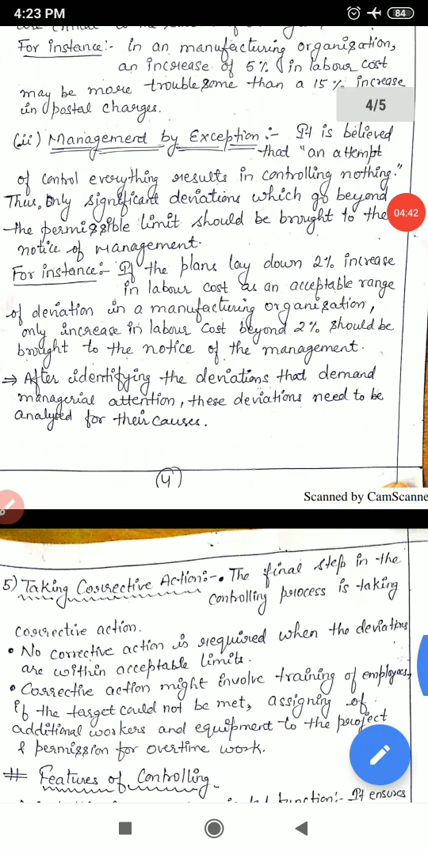 4:23 PM 84
For instance:- In an manufacturing organisation,
an increase of 5% in labour cost
may be more trouble some than a 15% increase
in postal charges.
4/5
(ii) Management by Exception:- It is believed
that "an attempt
of control everything results in controlling nothing."
Thus, Only significant deviations which go beyond
the permissible limit should be brought to the
04:42
notice of Management.
For instance:- If the plans lay down 2% increase
in labour cost as an acceptable range
of deviation in a manufacturing organisation,
only increase in labour cost beyond 2% should be
brought to the notice of the management.
⇒ After identifying the deviations that demand
managerial attention, these deviations need to be
analyzed for their causes.
(4)
Scanned by CamScanne
5) Taking Corrective Action:- • The final step in the
controlling process is taking
corrective action.
• No corrective action is required when the deviations
are within acceptable limits.
• Corrective action might involve training of employees,
if the target could not be met, assigning of
additional workers and equipment to the project
& permission for overtime work.
# Features of Controlling
function:- It ensures